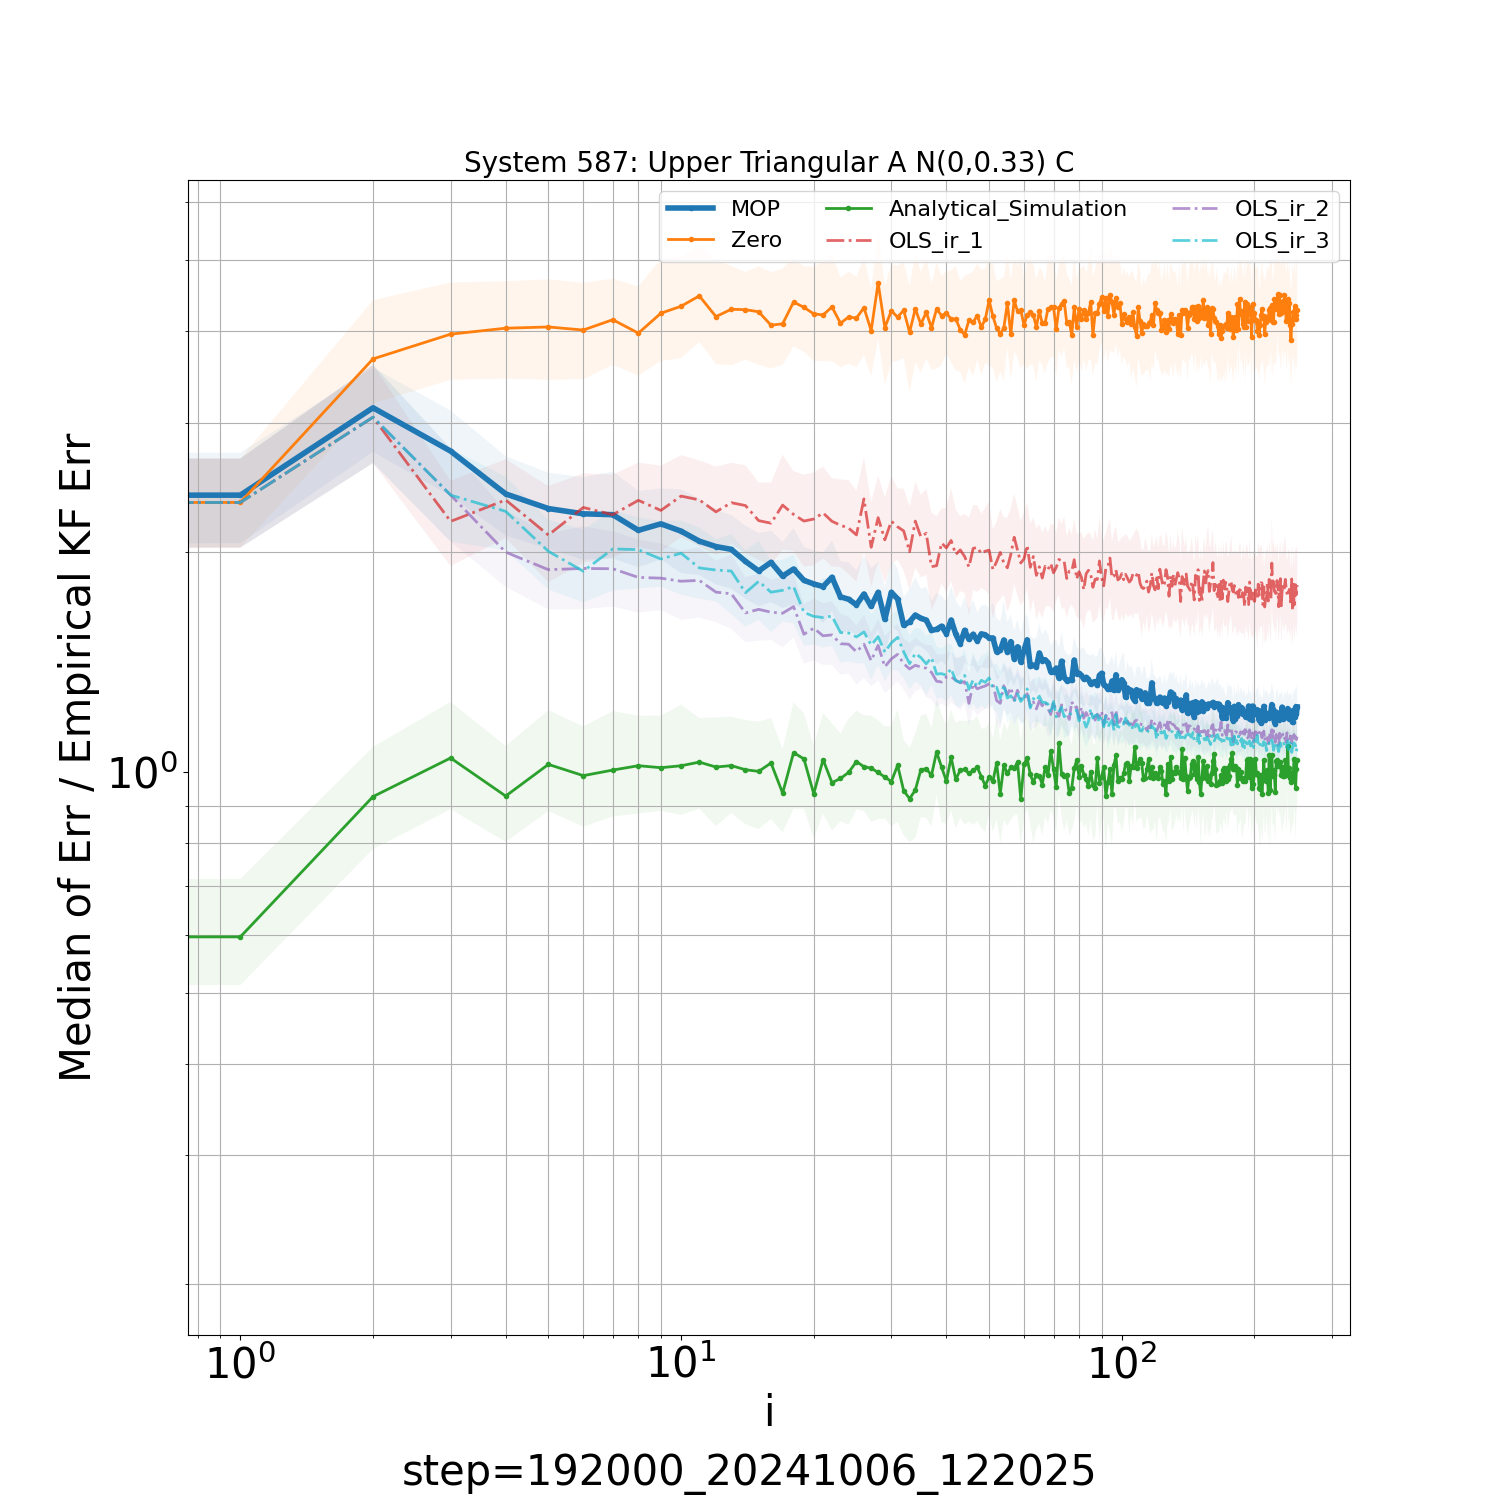 System 587: Upper Triangular A N(0,0.33) C
MOP
Zero
Analytical_Simulation
OLS_ir_1
OLS_ir_2
OLS_ir_3
Median of Err / Empirical KF Err
10⁰
10⁰
10¹
10²
i
step=192000_20241006_122025